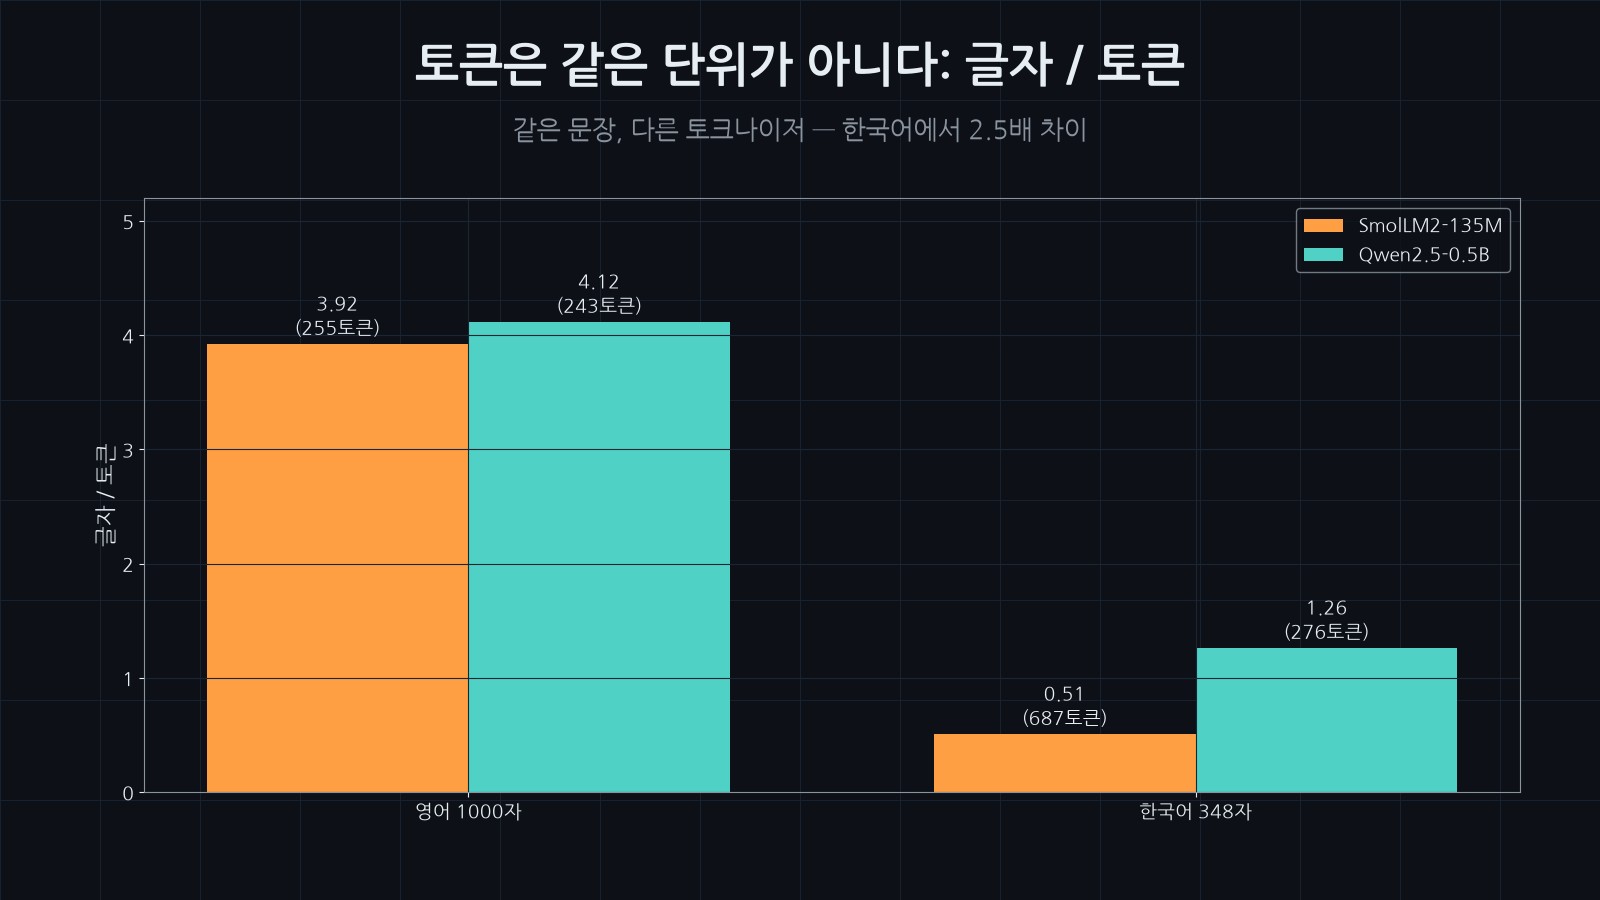 토큰은 같은 단위가 아니다: 글자 / 토큰
같은 문장, 다른 토크나이저 — 한국어에서 2.5배 차이
SmolLM2-135M
Qwen2.5-0.5B
글자 / 토큰
5
4
3
2
1
0
3.92
(255토큰)
4.12
(243토큰)
0.51
(687토큰)
1.26
(276토큰)
영어 1000자
한국어 348자